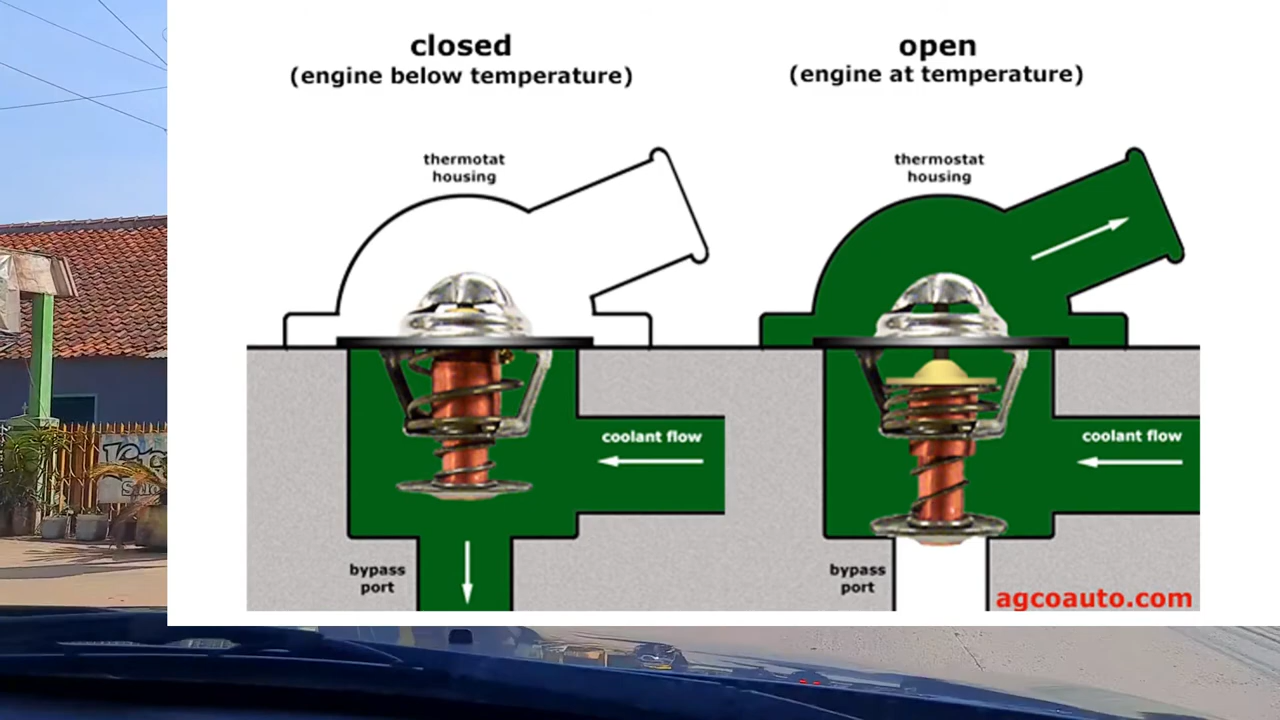 closed
(engine below temperature)
thermotat
housing
coolant flow
bypass
port
open
(engine at temperature)
thermostat
housing
coolant flow
bypass
port
agcoauto.com